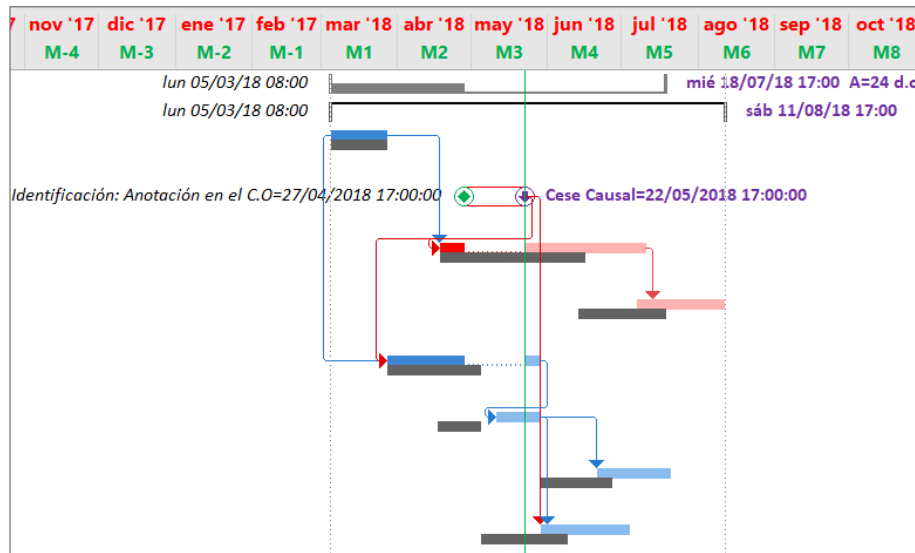 7 nov '17 dic '17 ene '18 feb '18 mar '18 abr '18 may '18 jun '18 jul '18 ago '18 sep '18 oct '18
M-4 M-3 M-2 M-1 M1 M2 M3 M4 M5 M6 M7 M8
lun 05/03/18 08:00 mié 18/07/18 17:00 A=24 d.c
lun 05/03/18 08:00 sáb 11/08/18 17:00
Identificación: Anotación en el C.O=27/04/2018 17:00:00 Cese Causal=22/05/2018 17:00:00